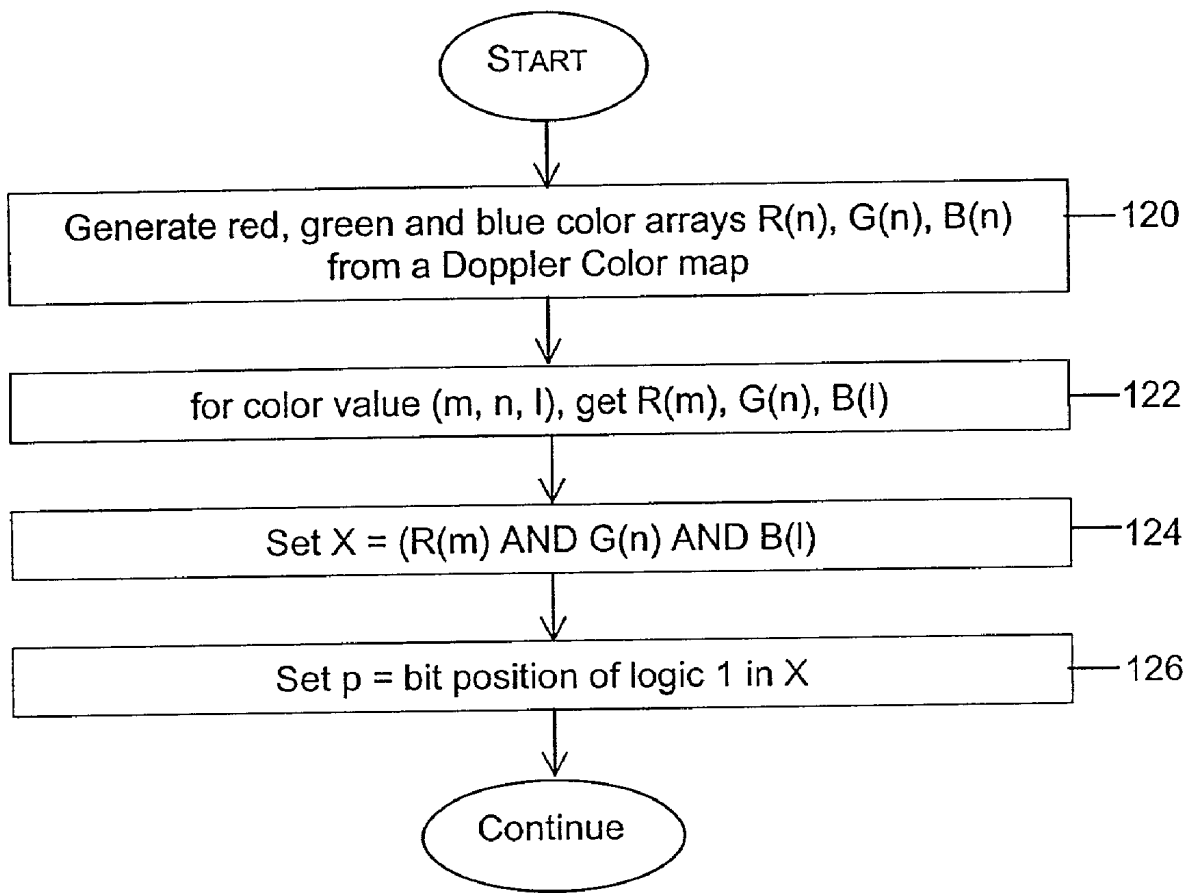 START
Generate red, green and blue color arrays R(n), G(n), B(n)
from a Doppler Color map
120
for color value (m, n, l), get R(m), G(n), B(l)
122
Set X = (R(m) AND G(n) AND B(l)
124
Set p = bit position of logic 1 in X
126
Continue